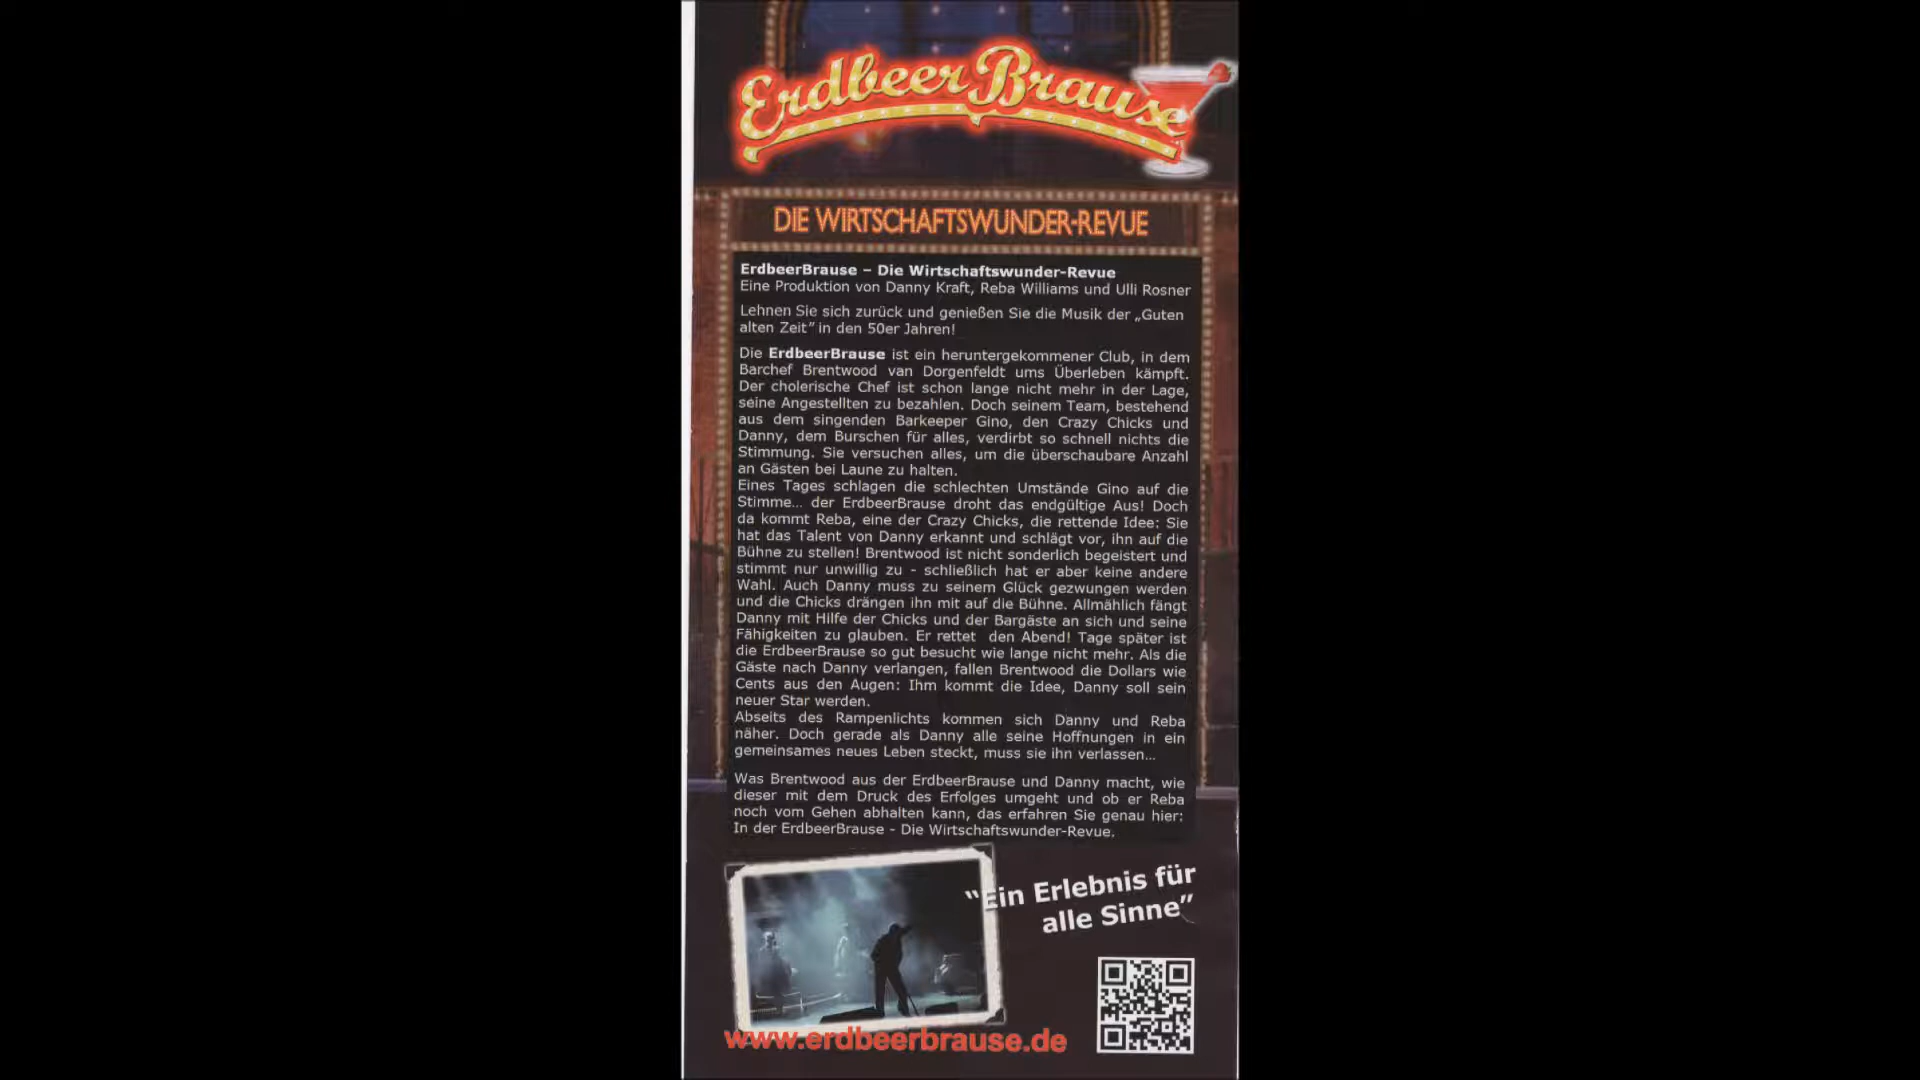 ErdbeerBrause
DIE WIRTSCHAFTSWUNDER-REVUE
ErdbeerBrause – Die Wirtschaftswunder-Revue
Eine Produktion von Danny Kraft, Reba Williams und Ulli Rosner
Lehnen Sie sich zurück und genießen Sie die Musik der „Guten
alten Zeit” in den 50er Jahren!
Die ErdbeerBrause ist ein heruntergekommener Club, in dem
Barchef Brentwood van Dorgenfeldt ums Überleben kämpft.
Der cholerische Chef ist schon lange nicht mehr in der Lage,
seine Angestellten zu bezahlen. Doch seinem Team, bestehend
aus dem singenden Barkeeper Gino, den Crazy Chicks und
Danny, dem Burschen für alles, verdirbt so schnell nichts die
Stimmung. Sie versuchen alles, um die überschaubare Anzahl
an Gästen bei Laune zu halten.
Eines Tages schlagen die schlechten Umstände Gino auf die
Stimme... der ErdbeerBrause droht das endgültige Aus! Doch
da kommt Reba, eine der Crazy Chicks, die rettende Idee: Sie
hat das Talent von Danny erkannt und schlägt vor, ihn auf die
Bühne zu stellen! Brentwood ist nicht sonderlich begeistert und
stimmt nur unwillig zu - schließlich hat er aber keine andere
Wahl. Auch Danny muss zu seinem Glück gezwungen werden
und die Chicks drängen ihn mit auf die Bühne. Allmählich fängt
Danny mit Hilfe der Chicks und der Bargäste an sich und seine
Fähigkeiten zu glauben. Er rettet den Abend! Tage später ist
die ErdbeerBrause so gut besucht wie lange nicht mehr. Als die
Gäste nach Danny verlangen, fallen Brentwood die Dollars wie
Cents aus den Augen: Ihm kommt die Idee, Danny soll sein
neuer Star werden.
Abseits des Rampenlichts kommen sich Danny und Reba
näher. Doch gerade als Danny alle seine Hoffnungen in ein
gemeinsames neues Leben steckt, muss sie ihn verlassen...
Was Brentwood aus der ErdbeerBrause und Danny macht, wie
dieser mit dem Druck des Erfolges umgeht und ob er Reba
noch vom Gehen abhalten kann, das erfahren Sie genau hier:
In der ErdbeerBrause - Die Wirtschaftswunder-Revue.
“Ein Erlebnis für
alle Sinne”
www.erdbeerbrause.de